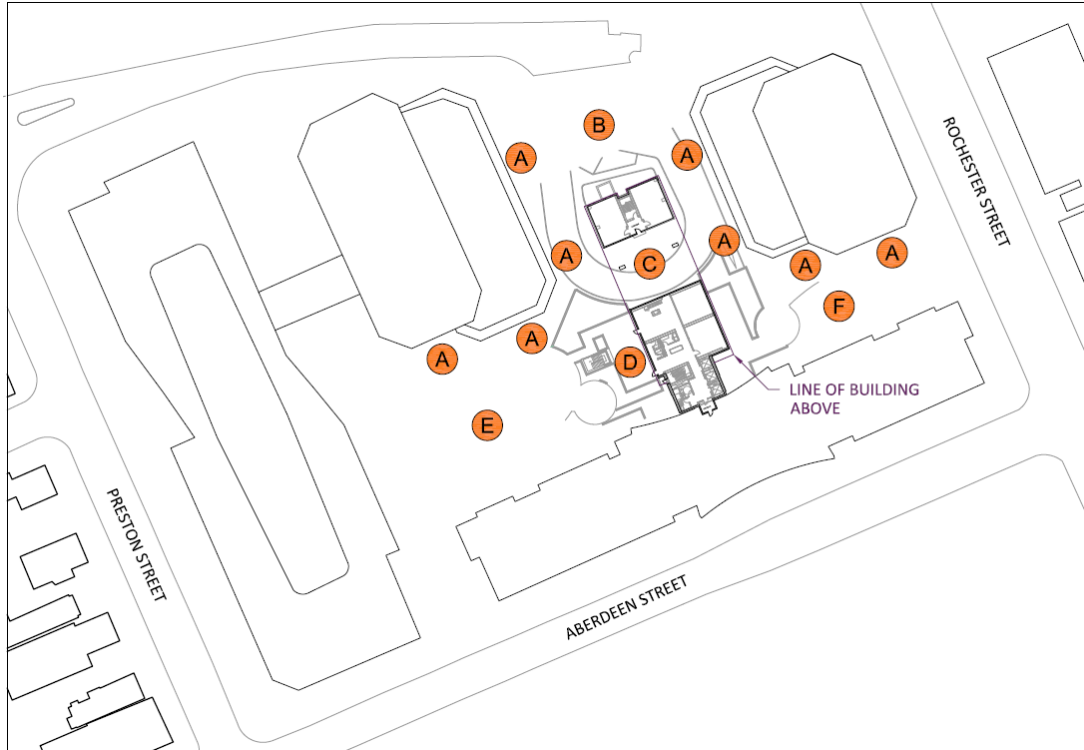 B
A
A
ROCHESTER STREET
A
A
C
A
A
F
A
A
D
LINE OF BUILDING
ABOVE
E
PRESTON STREET
ABERDEEN STREET